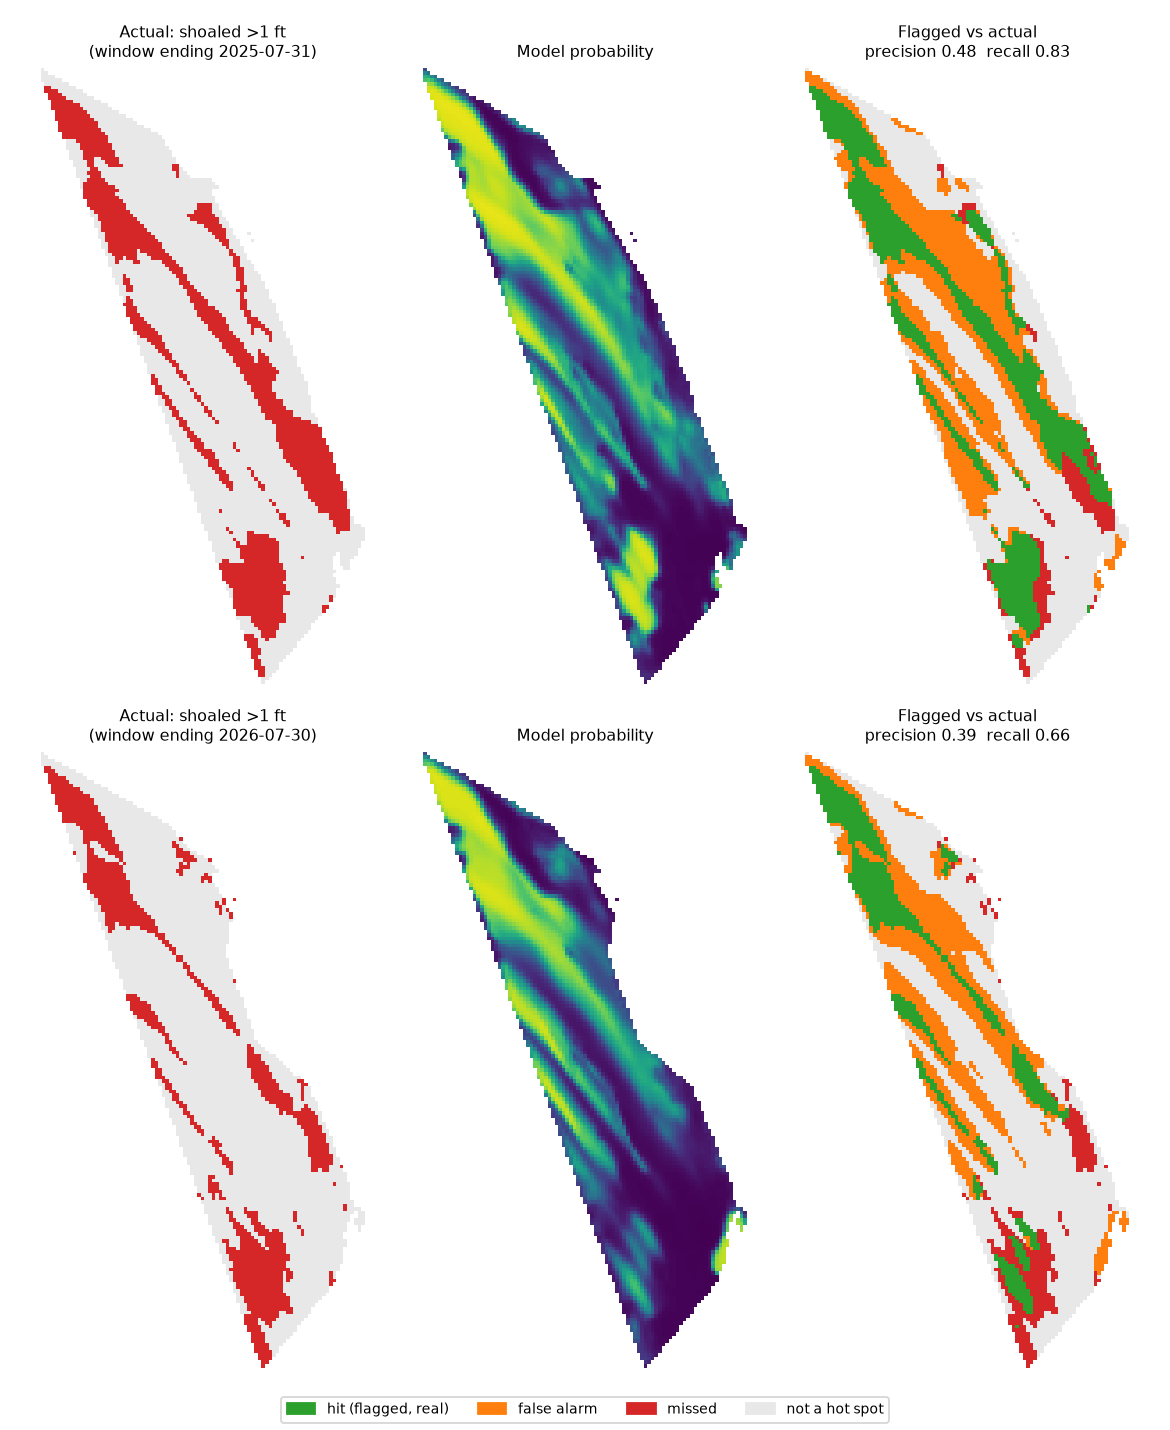 Actual: shoaled >1 ft
(window ending 2025-07-31)
Model probability
Flagged vs actual
precision 0.48  recall 0.83
Actual: shoaled >1 ft
(window ending 2026-07-30)
Model probability
Flagged vs actual
precision 0.39  recall 0.66
hit (flagged, real)
false alarm
missed
not a hot spot